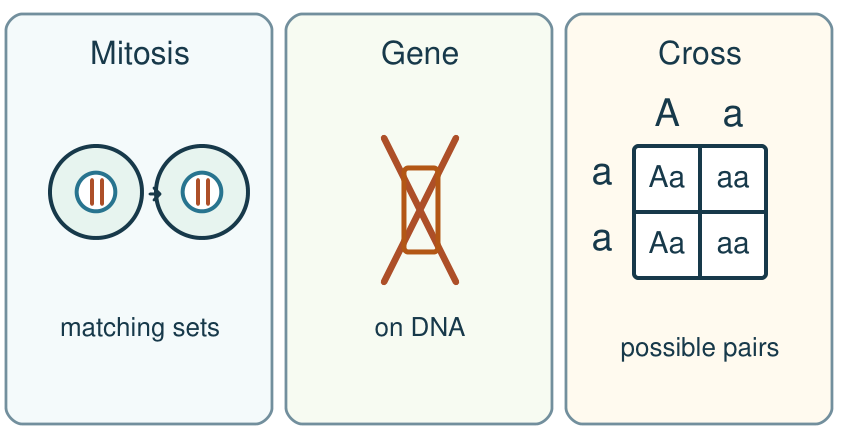 Mitosis
matching sets
Gene
on DNA
Cross
A a
a Aa aa
a Aa aa
possible pairs